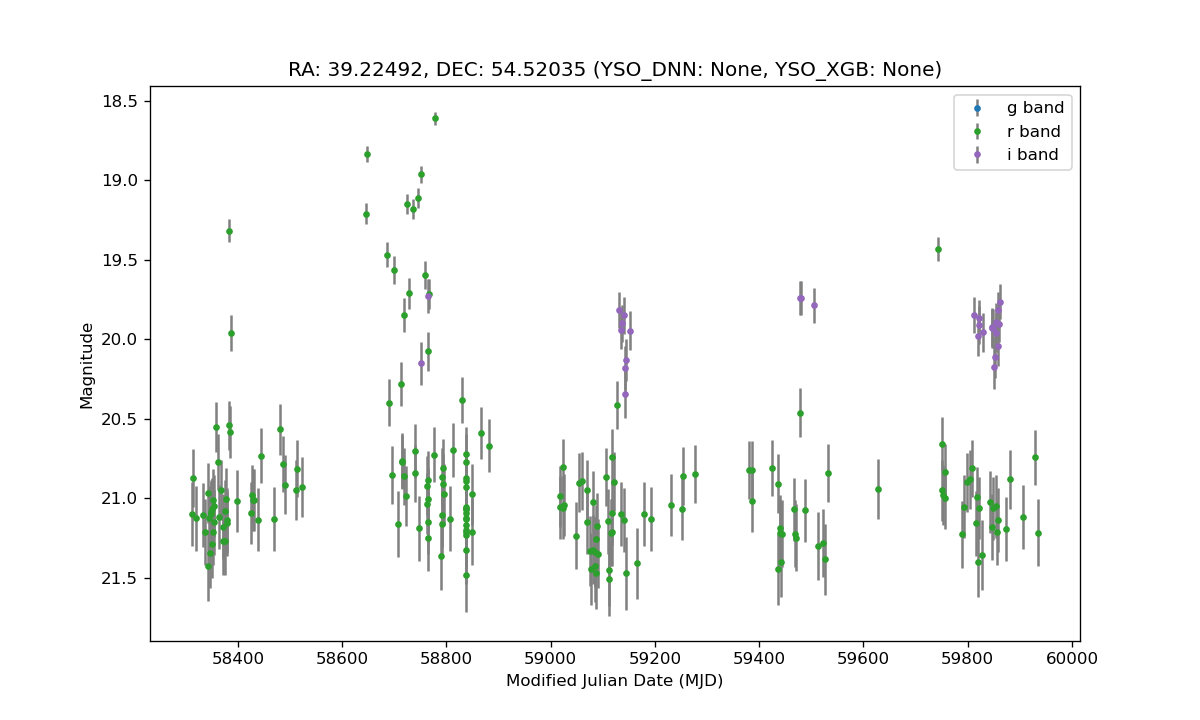 RA: 39.22492, DEC: 54.52035 (YSO_DNN: None, YSO_XGB: None)
g band
r band
i band
18.5
19.0
19.5
20.0
20.5
21.0
21.5
Magnitude
58400 58600 58800 59000 59200 59400 59600 59800 60000
Modified Julian Date (MJD)